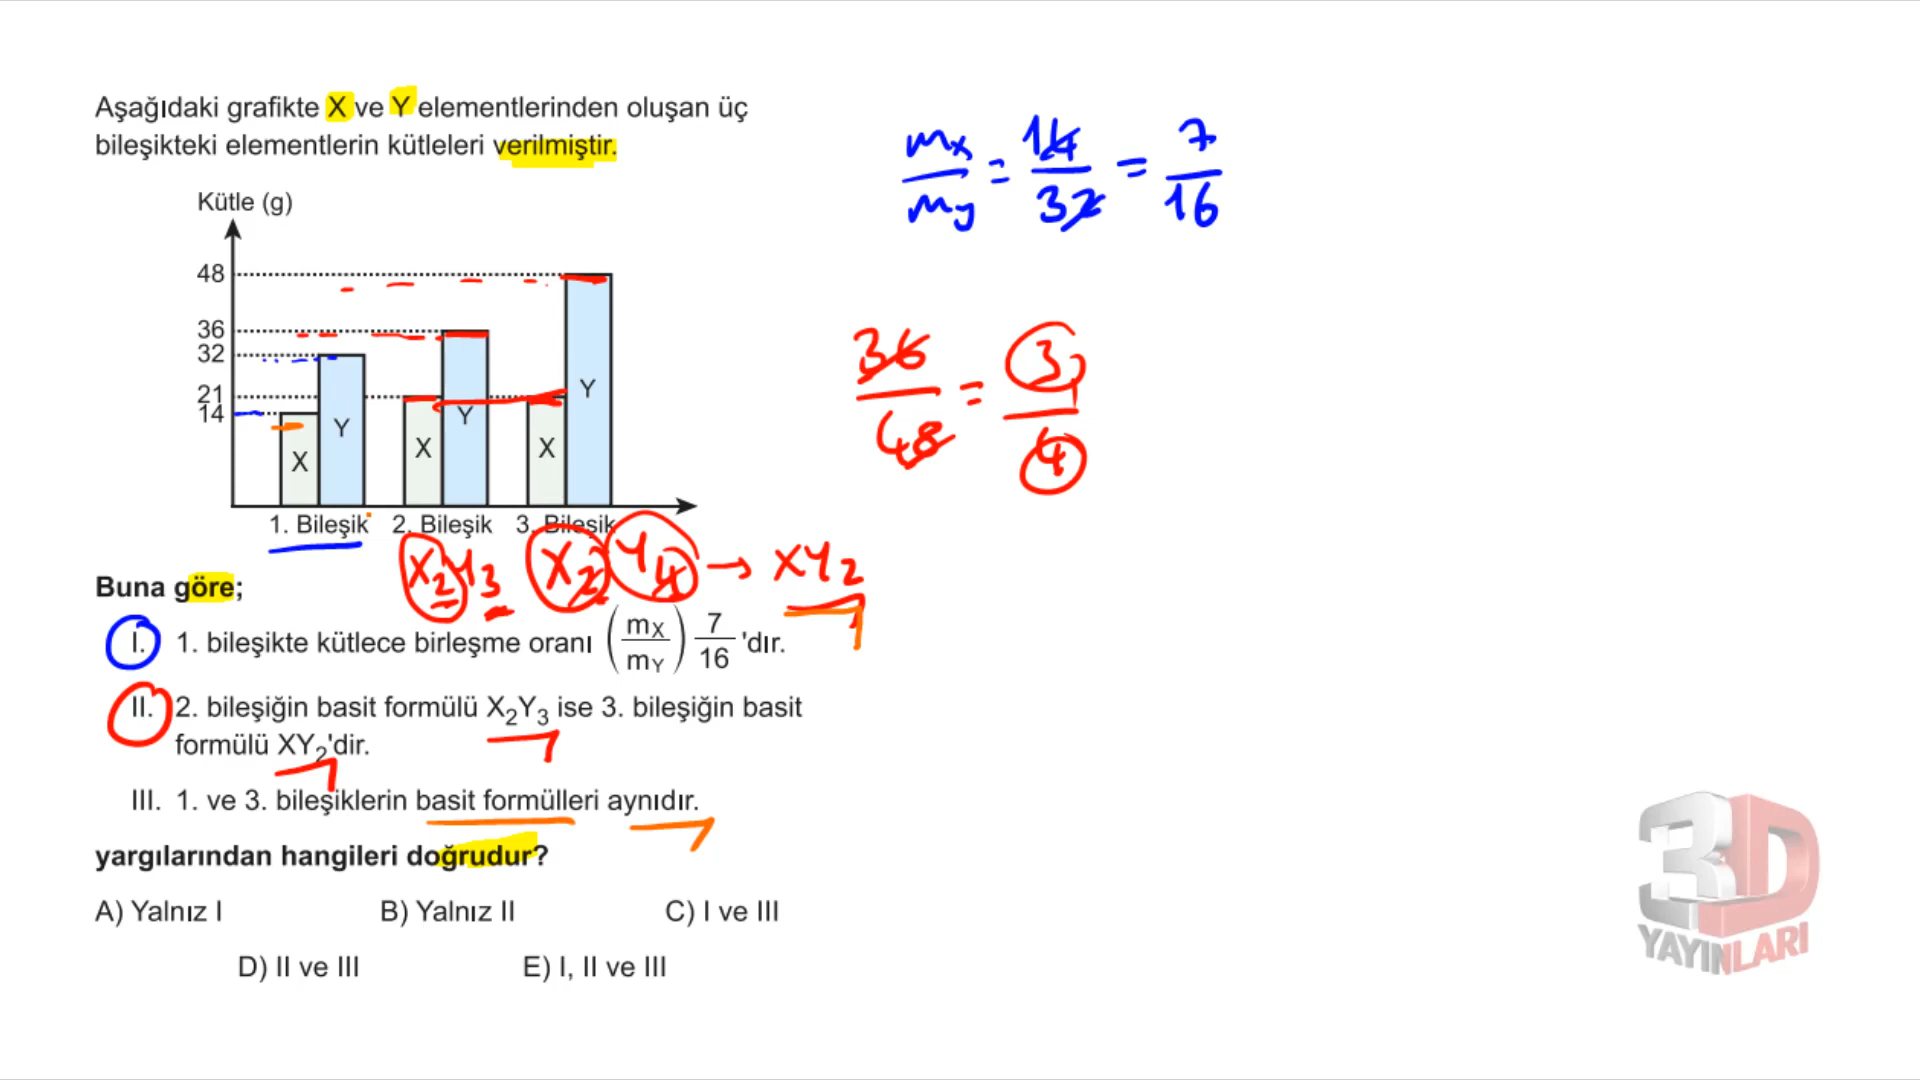 Aşağıdaki grafikte X ve Y elementlerinden oluşan üç
bileşikteki elementlerin kütleleri verilmiştir.
Kütle (g)
48
36
32
21
14
X
Y
X
Y
X
Y
1. Bileşik 2. Bileşik 3. Bileşik
X₂Y₃ X₂Y₄ → XY₂
Buna göre;
I. 1. bileşikte kütlece birleşme oranı (mX/mY) 7/16 'dır.
II. 2. bileşiğin basit formülü X₂Y₃ ise 3. bileşiğin basit
formülü XY₂'dir.
III. 1. ve 3. bileşiklerin basit formülleri aynıdır.
yargılarından hangileri doğrudur?
A) Yalnız I B) Yalnız II C) I ve III
D) II ve III E) I, II ve III
mx/my = 14/32 = 7/16
36/48 = 3/4
3D
YAYINLARI